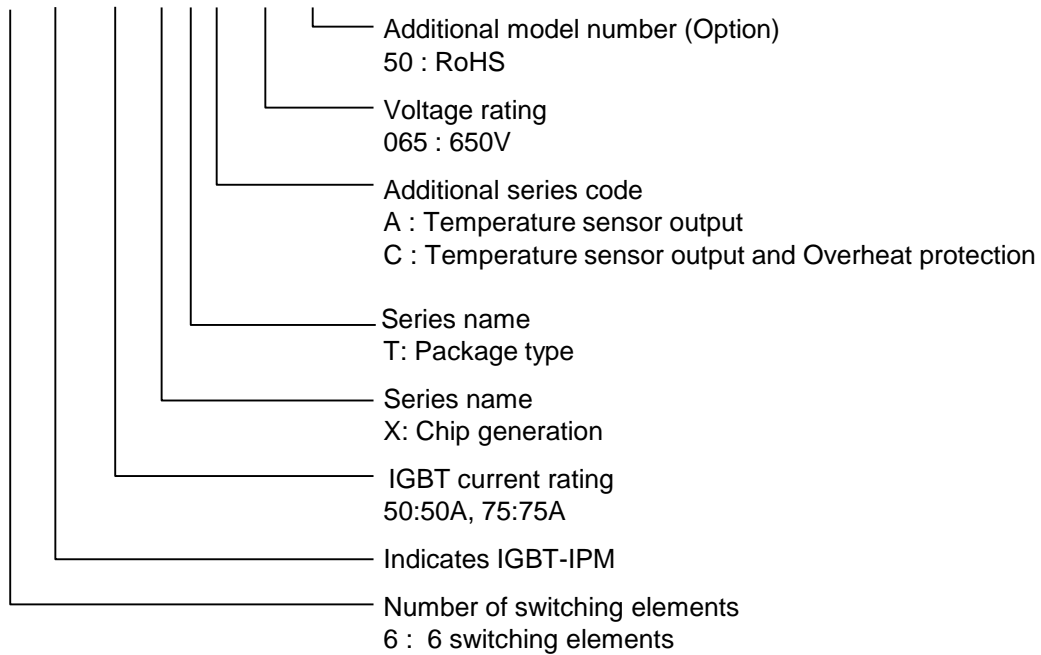 Additional model number (Option)
50 : RoHS
Voltage rating
065 : 650V
Additional series code
A : Temperature sensor output
C : Temperature sensor output and Overheat protection
Series name
T: Package type
Series name
X: Chip generation
IGBT current rating
50:50A, 75:75A
Indicates IGBT-IPM
Number of switching elements
6 : 6 switching elements